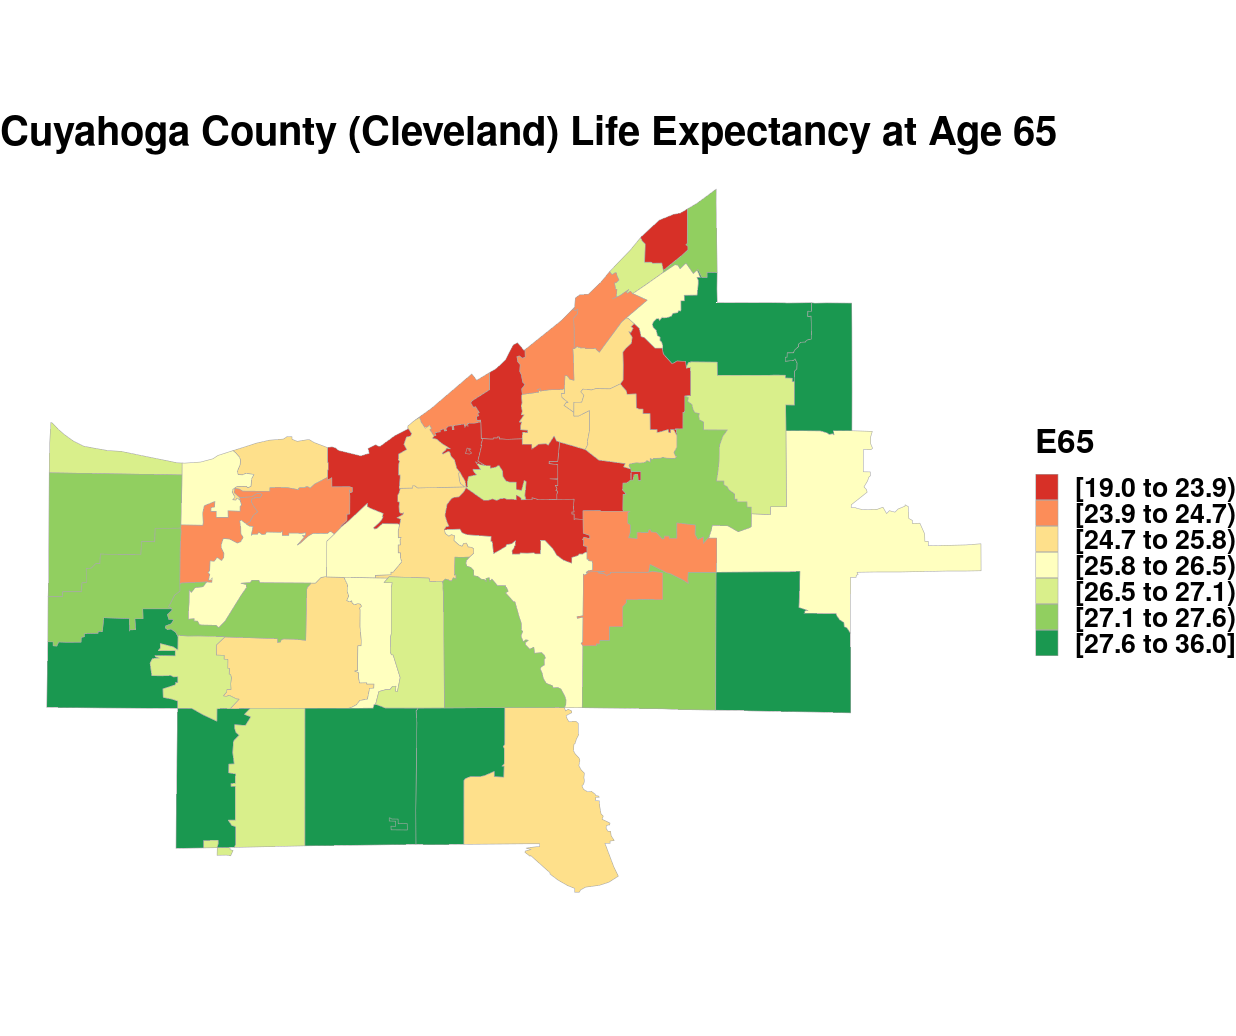 Cuyahoga County (Cleveland) Life Expectancy at Age 65
E65
[19.0 to 23.9)
[23.9 to 24.7)
[24.7 to 25.8)
[25.8 to 26.5)
[26.5 to 27.1)
[27.1 to 27.6)
[27.6 to 36.0]